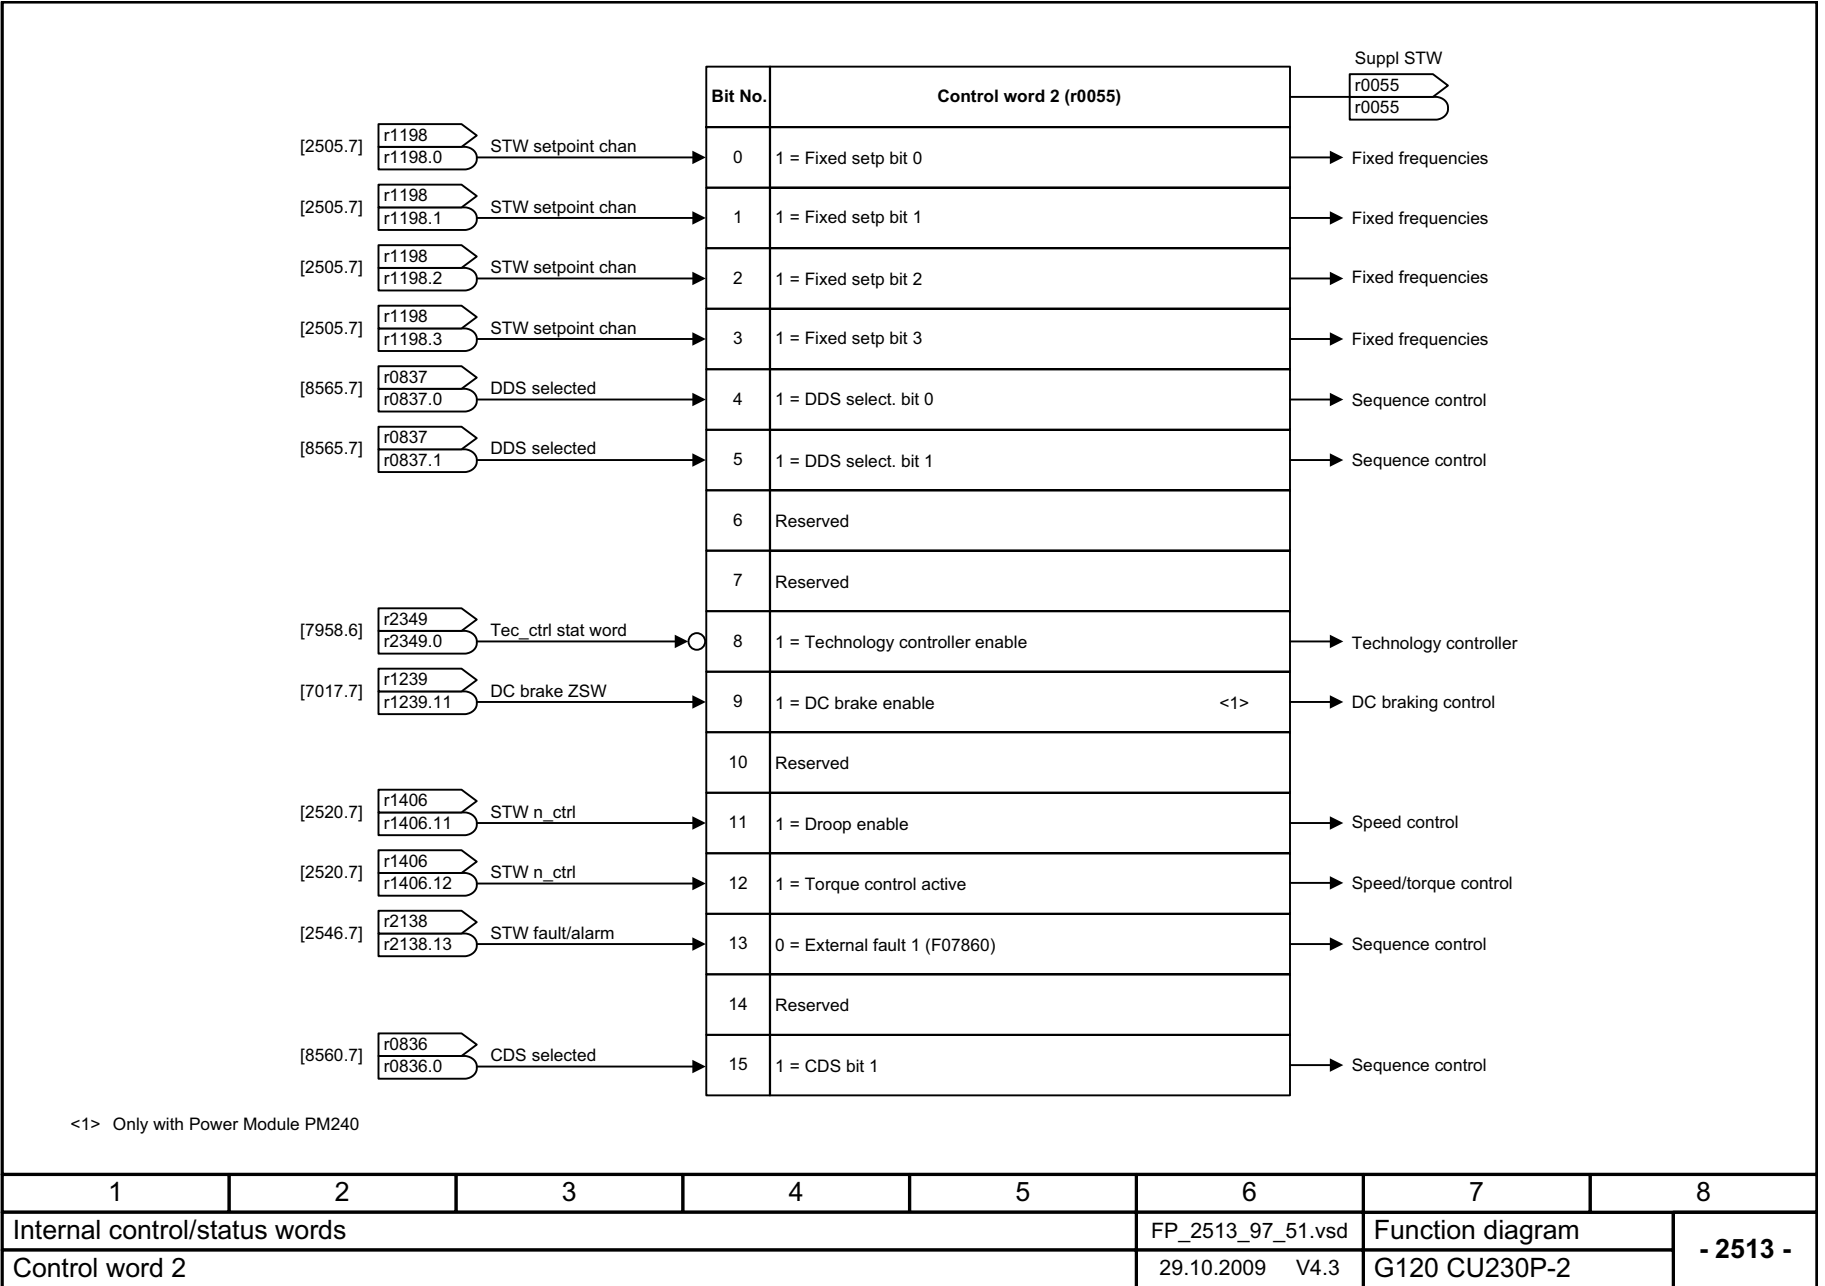 Suppl STW
r0055
r0055
Bit No. Control word 2 (r0055)
[2505.7] r1198 r1198.0 STW setpoint chan 0 1 = Fixed setp bit 0 Fixed frequencies
[2505.7] r1198 r1198.1 STW setpoint chan 1 1 = Fixed setp bit 1 Fixed frequencies
[2505.7] r1198 r1198.2 STW setpoint chan 2 1 = Fixed setp bit 2 Fixed frequencies
[2505.7] r1198 r1198.3 STW setpoint chan 3 1 = Fixed setp bit 3 Fixed frequencies
[8565.7] r0837 r0837.0 DDS selected 4 1 = DDS select. bit 0 Sequence control
[8565.7] r0837 r0837.1 DDS selected 5 1 = DDS select. bit 1 Sequence control
6 Reserved
7 Reserved
[7958.6] r2349 r2349.0 Tec_ctrl stat word 8 1 = Technology controller enable Technology controller
[7017.7] r1239 r1239.11 DC brake ZSW 9 1 = DC brake enable <1> DC braking control
10 Reserved
[2520.7] r1406 r1406.11 STW n_ctrl 11 1 = Droop enable Speed control
[2520.7] r1406 r1406.12 STW n_ctrl 12 1 = Torque control active Speed/torque control
[2546.7] r2138 r2138.13 STW fault/alarm 13 0 = External fault 1 (F07860) Sequence control
14 Reserved
[8560.7] r0836 r0836.0 CDS selected 15 1 = CDS bit 1 Sequence control
<1> Only with Power Module PM240
1 2 3 4 5 6 7 8
Internal control/status words FP_2513_97_51.vsd Function diagram
- 2513 -
Control word 2 29.10.2009 V4.3 G120 CU230P-2